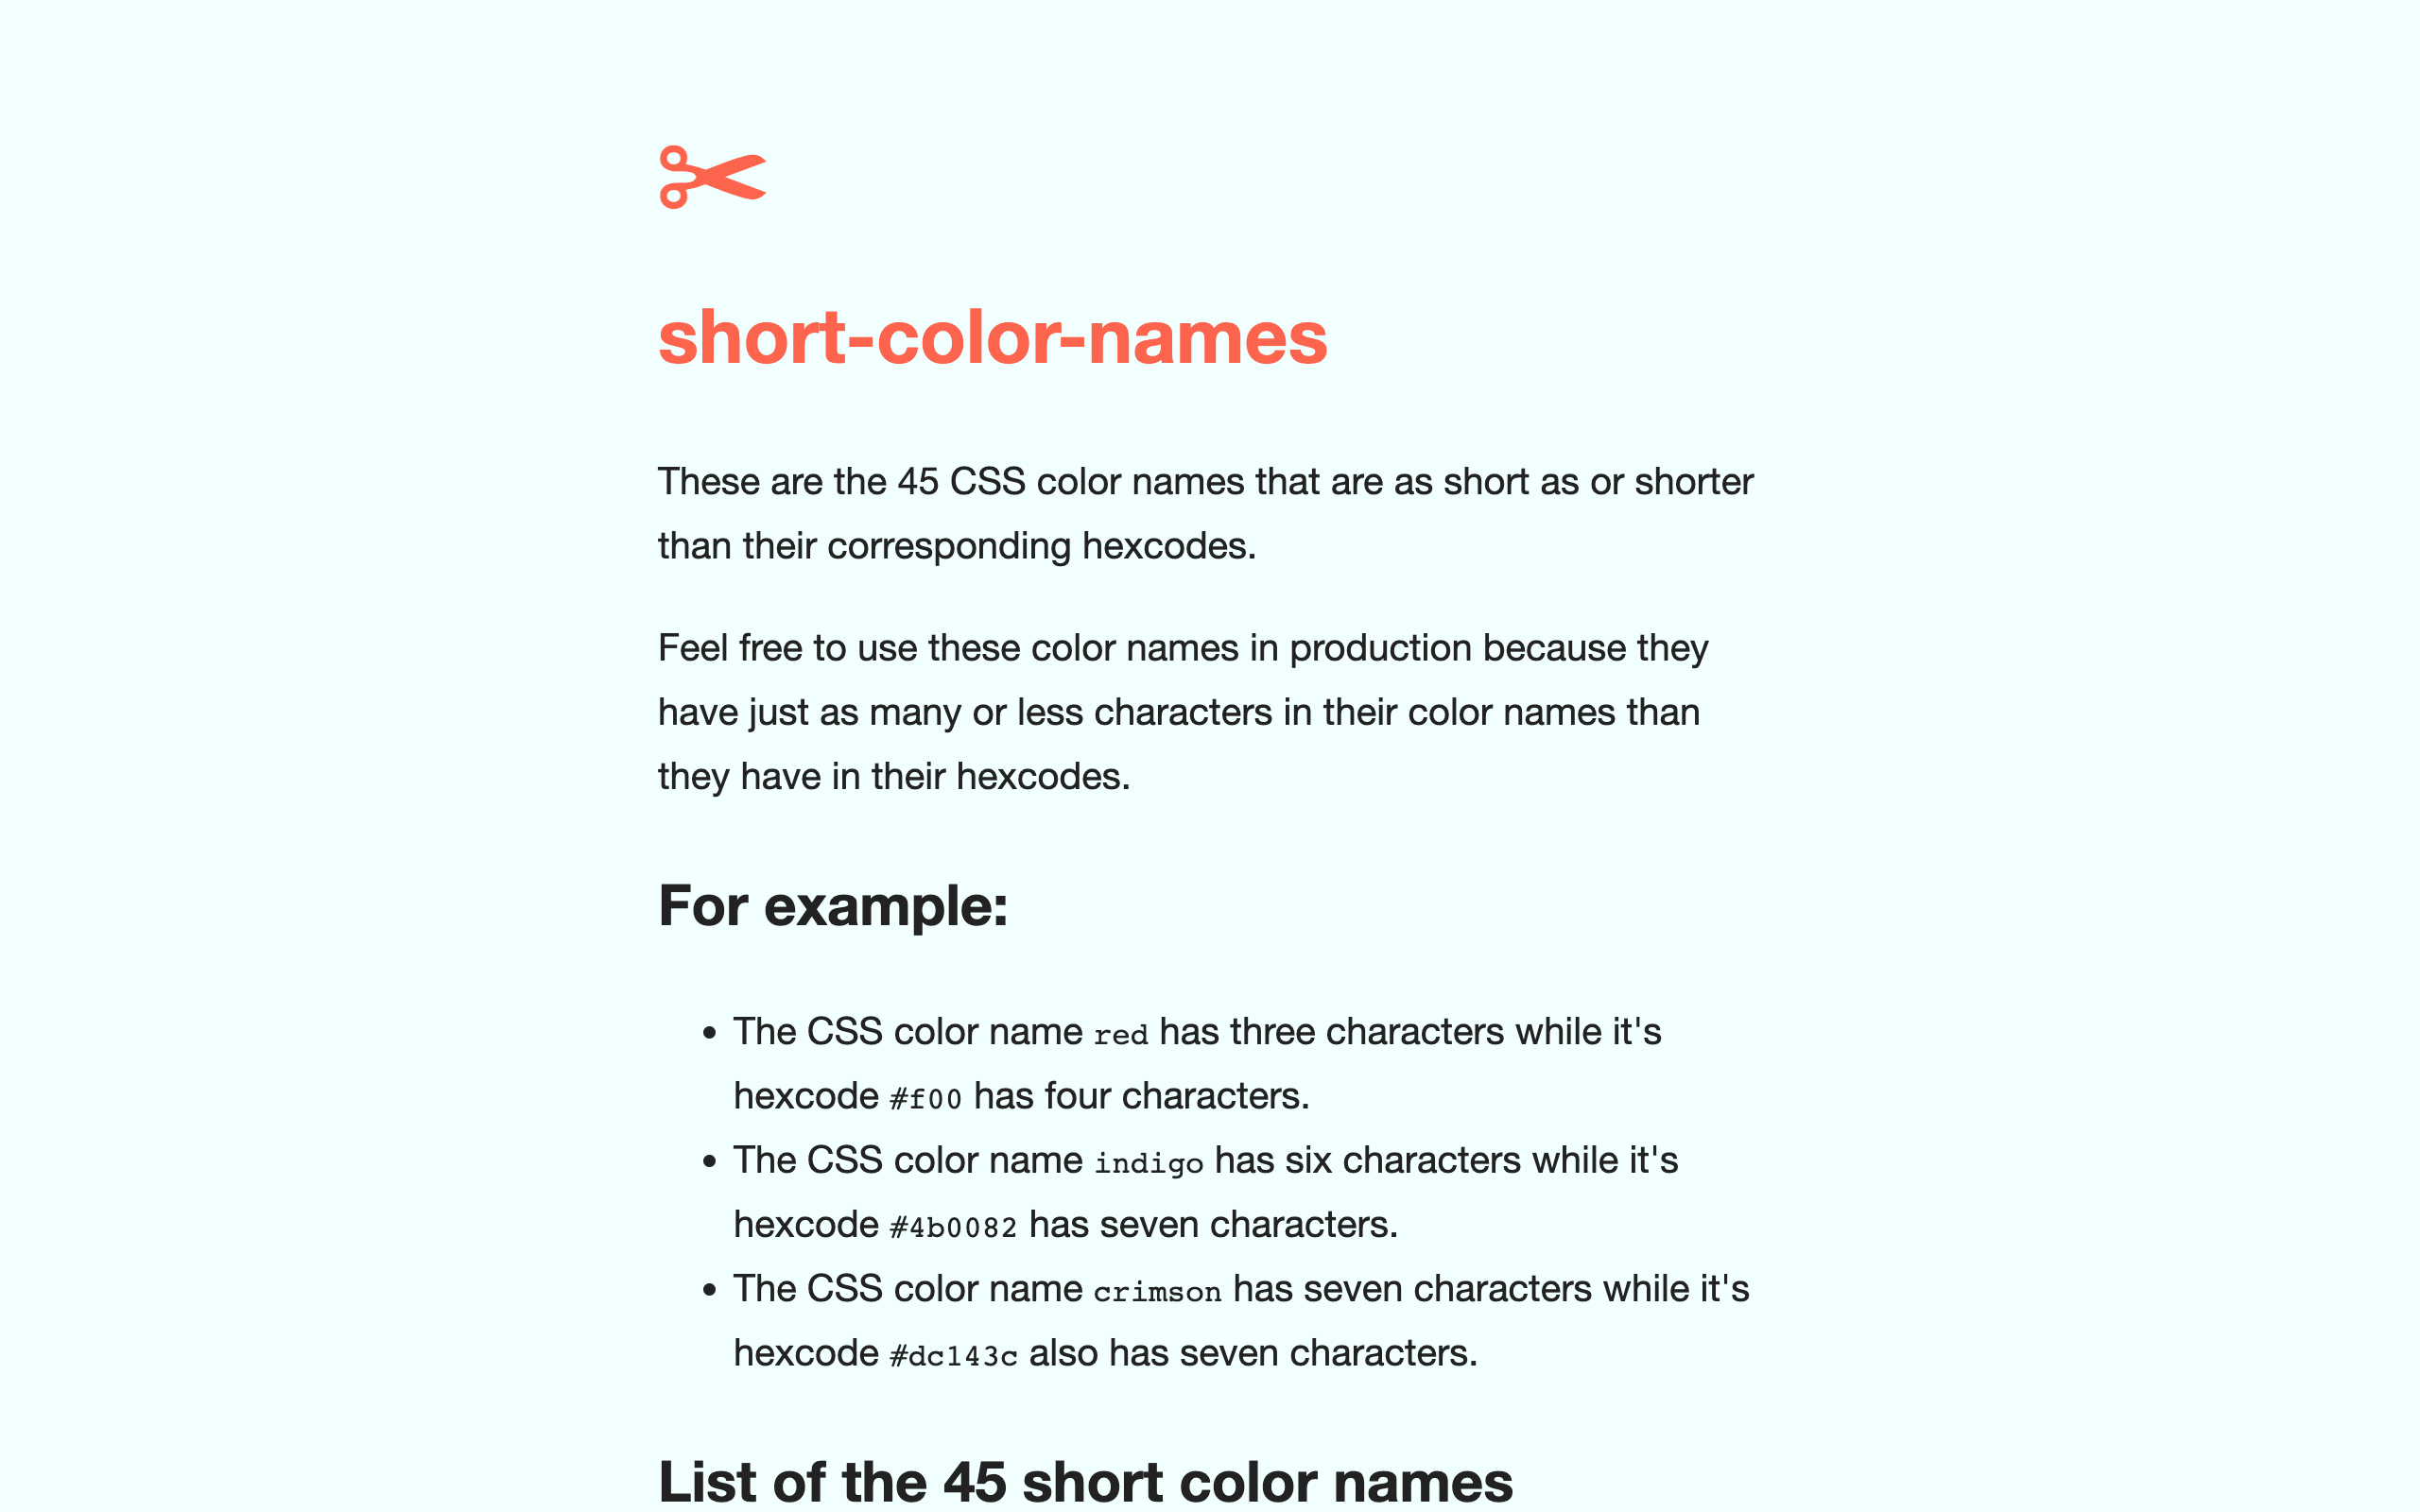 short-color-names
These are the 45 CSS color names that are as short as or shorter
than their corresponding hexcodes.
Feel free to use these color names in production because they
have just as many or less characters in their color names than
they have in their hexcodes.
For example:
• The CSS color name red has three characters while it's
hexcode #f00 has four characters.
• The CSS color name indigo has six characters while it's
hexcode #4b0082 has seven characters.
• The CSS color name crimson has seven characters while it's
hexcode #dc143c also has seven characters.
List of the 45 short color names